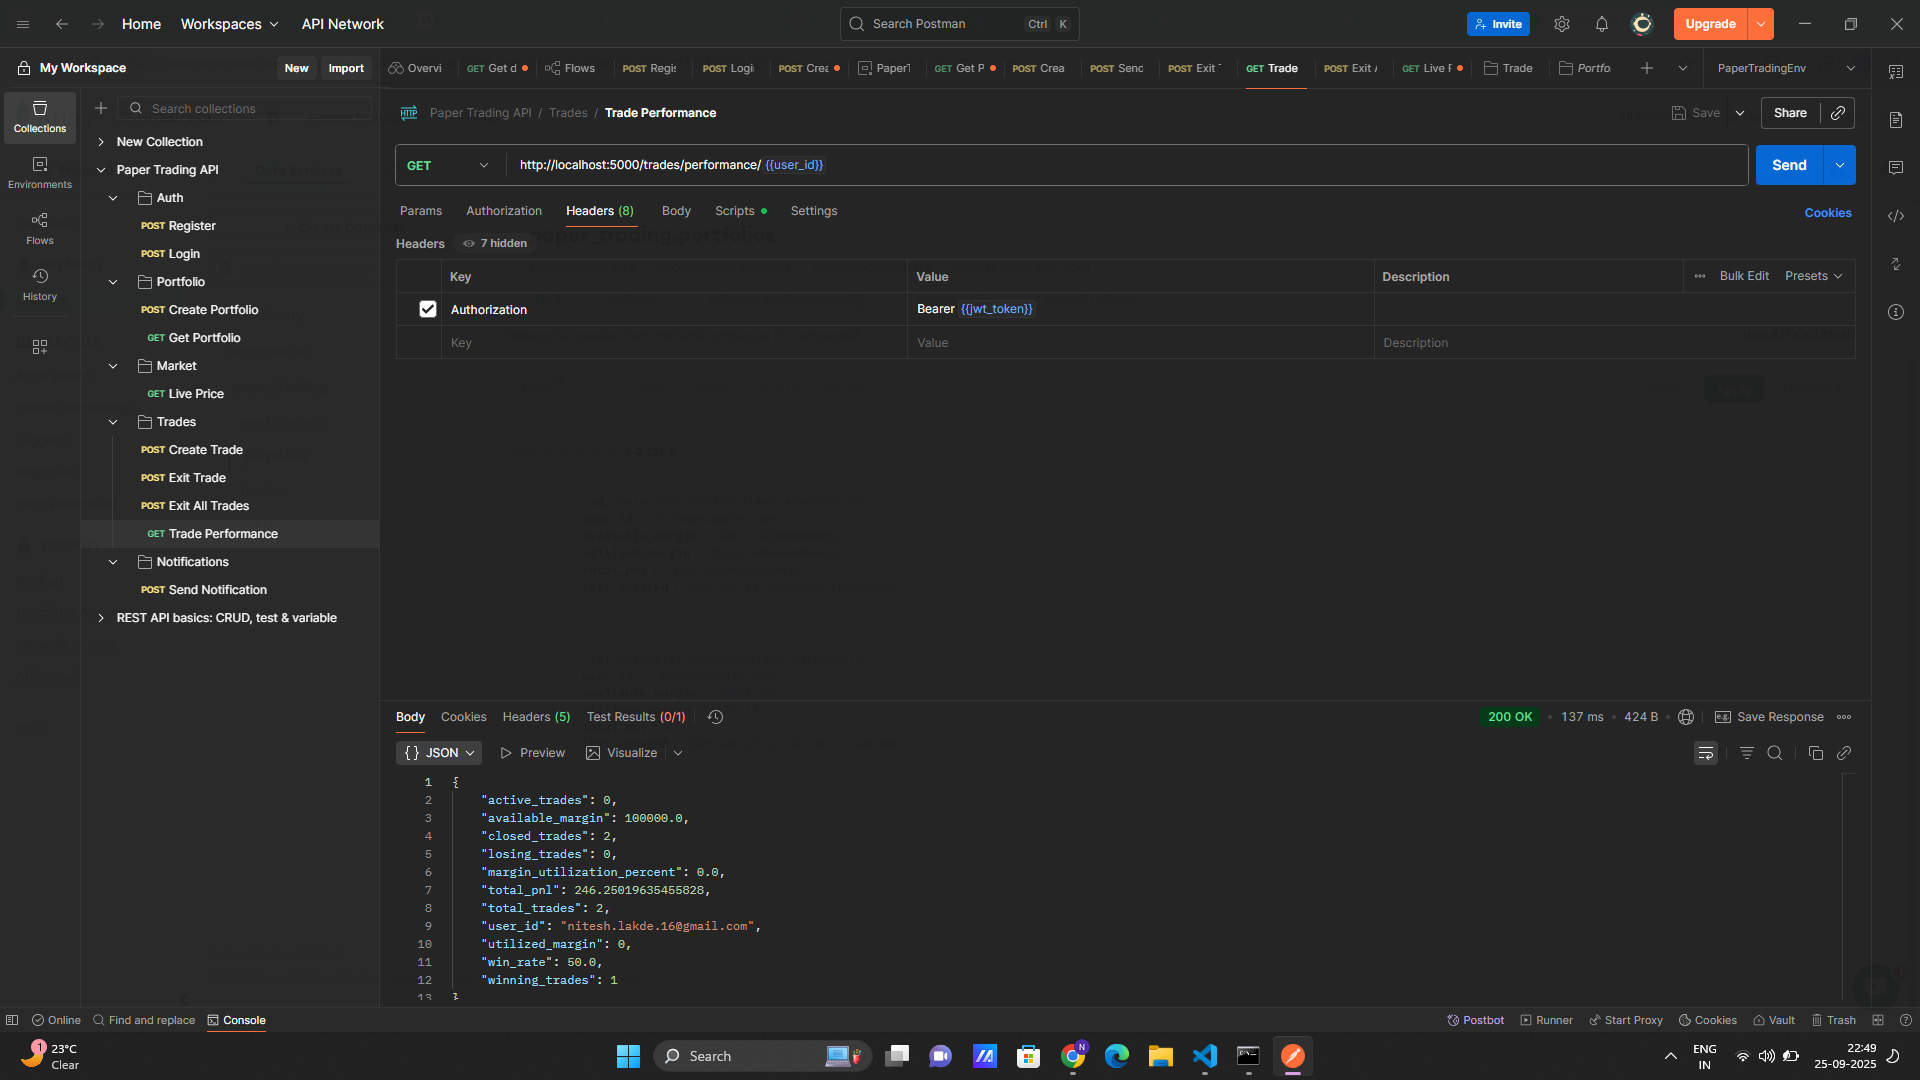 Home Workspaces API Network
Search Postman Ctrl K
Invite Upgrade
My Workspace New Import
Overvi GET Get d Flows POST Regis POST Logi POST Crea PaperT GET Get P POST Crea POST Send POST Exit T GET Trade POST Exit A GET Live P Trade Portfo PaperTradingEnv
Collections
Environments
Flows
History
Search collections
New Collection
Paper Trading API
Auth
POST Register
POST Login
Portfolio
POST Create Portfolio
GET Get Portfolio
Market
GET Live Price
Trades
POST Create Trade
POST Exit Trade
POST Exit All Trades
GET Trade Performance
Notifications
POST Send Notification
REST API basics: CRUD, test & variable
HTTP Paper Trading API / Trades / Trade Performance Save Share
GET http://localhost:5000/trades/performance/ {{user_id}} Send
Params Authorization Headers (8) Body Scripts Settings Cookies
Headers 7 hidden
Key Value Description Bulk Edit Presets
Authorization Bearer {{jwt_token}}
Key Value Description
Body Cookies Headers (5) Test Results (0/1) 200 OK 137 ms 424 B Save Response
{} JSON Preview Visualize
1 {
2 "active_trades": 0,
3 "available_margin": 100000.0,
4 "closed_trades": 2,
5 "losing_trades": 0,
6 "margin_utilization_percent": 0.0,
7 "total_pnl": 246.25019635455828,
8 "total_trades": 2,
9 "user_id": "nitesh.lakde.16@gmail.com",
10 "utilized_margin": 0,
11 "win_rate": 50.0,
12 "winning_trades": 1
13 }
Online Find and replace Console Postbot Runner Start Proxy Cookies Vault Trash
1 23°C
Clear
Search
ENG
IN
22:49
25-09-2025